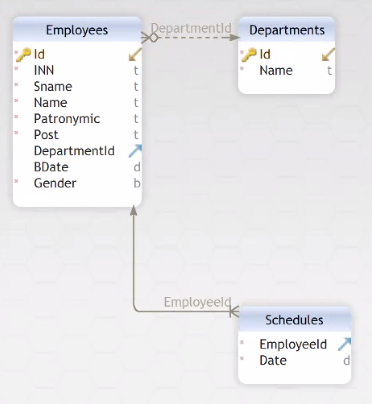 Employees
Id
INN t
Sname t
Name t
Patronymic t
Post t
DepartmentId
BDate d
Gender b
DepartmentId
Departments
Id
Name t
EmployeeId
Schedules
EmployeeId
Date d